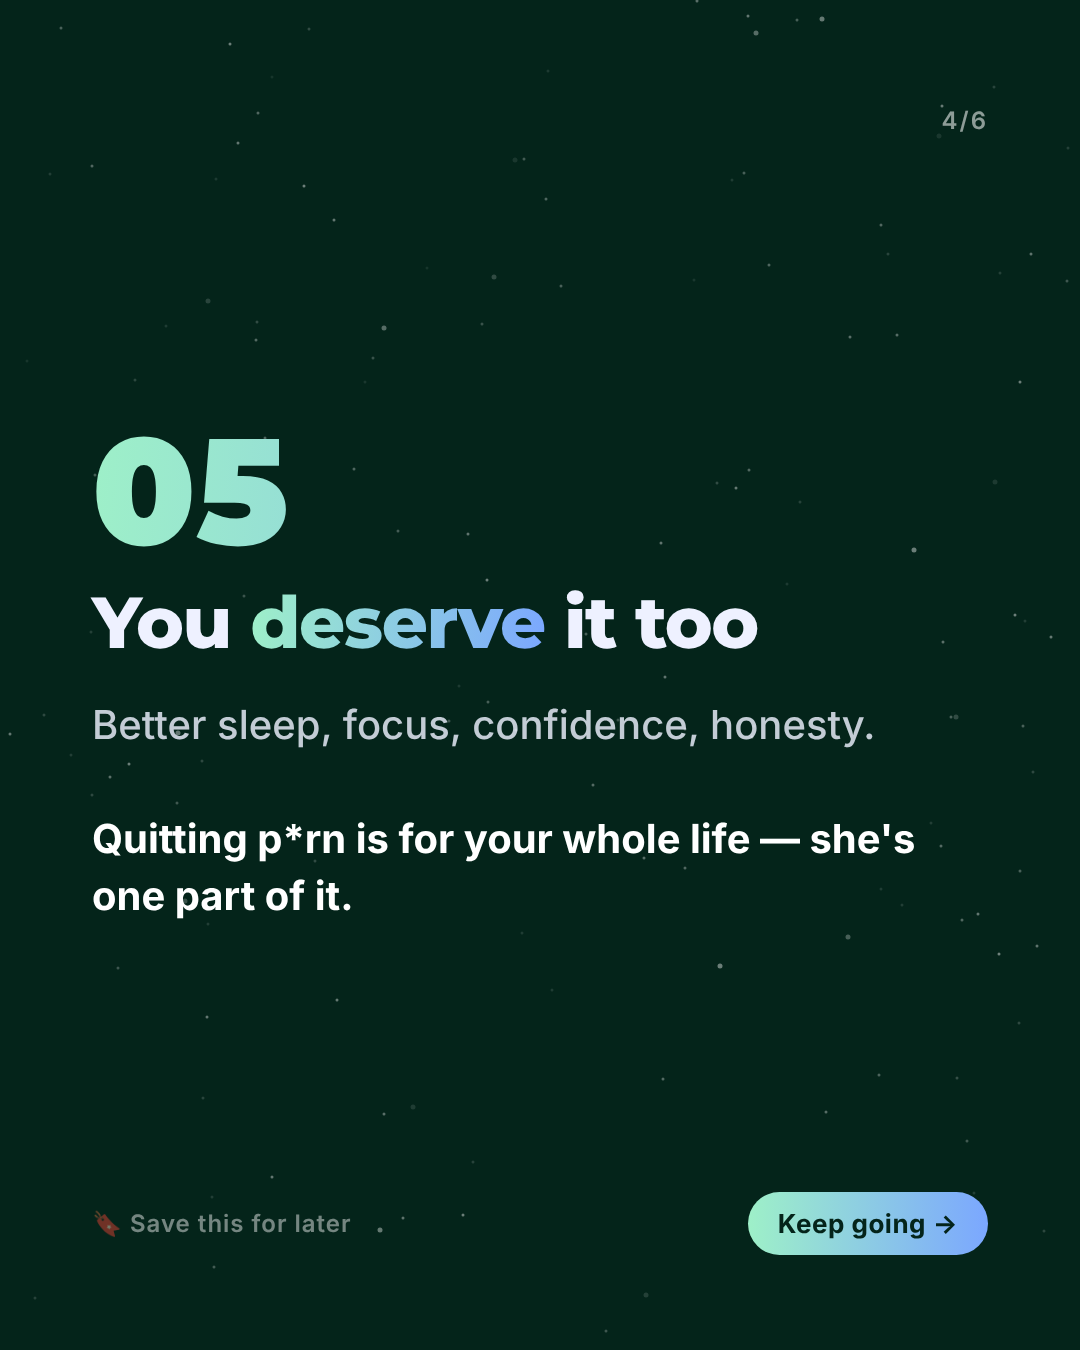 4/6
05
You deserve it too
Better sleep, focus, confidence, honesty.
Quitting p*rn is for your whole life — she's
one part of it.
Save this for later
Keep going →